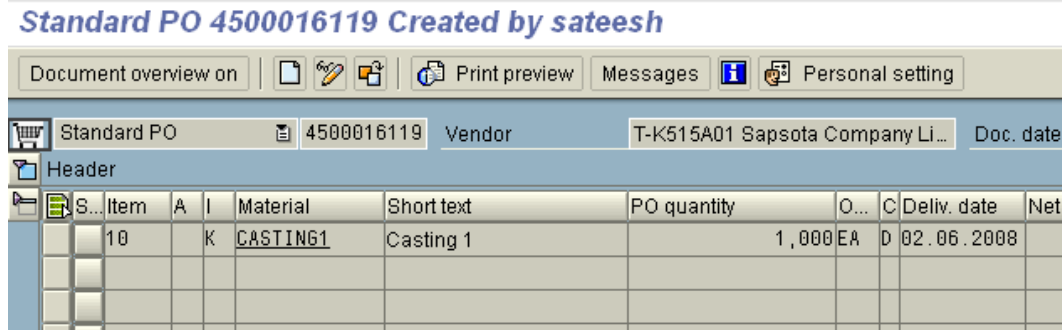 Standard PO 4500016119 Created by sateesh
Document overview on Print preview Messages Personal setting
Standard PO 4500016119 Vendor T-K515A01 Sapsota Company Li... Doc. date
Header
S... Item A I Material Short text PO quantity O... C Deliv. date Net
10 K CASTING1 Casting 1 1,000 EA D 02.06.2008